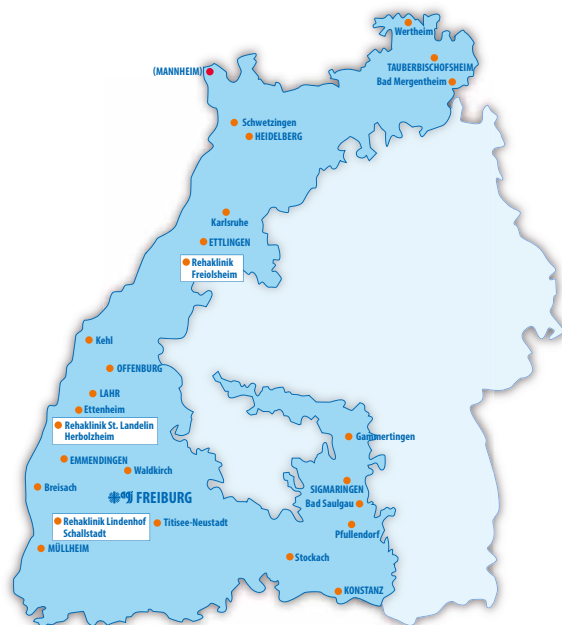 Wertheim
TAUBERBISCHOFSHEIM
(MANNHEIM)
Bad Mergentheim
Schwetzingen
HEIDELBERG
Karlsruhe
ETTLINGEN
Rehaklinik
Freiolsheim
Kehl
OFFENBURG
LAHR
Ettenheim
Rehaklinik St. Landelin
Herbolzheim
Gammertingen
EMMENDINGEN
Waldkirch
Breisach
SIGMARINGEN
FREIBURG
Bad Saulgau
Rehaklinik Lindenhof
Schallstadt
Titisee-Neustadt
Pfullendorf
MÜLLHEIM
Stockach
KONSTANZ